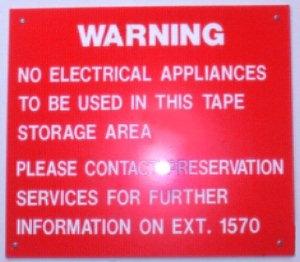 WARNING
NO ELECTRICAL APPLIANCES
TO BE USED IN THIS TAPE
STORAGE AREA
PLEASE CONTACT PRESERVATION
SERVICES FOR FURTHER
INFORMATION ON EXT. 1570